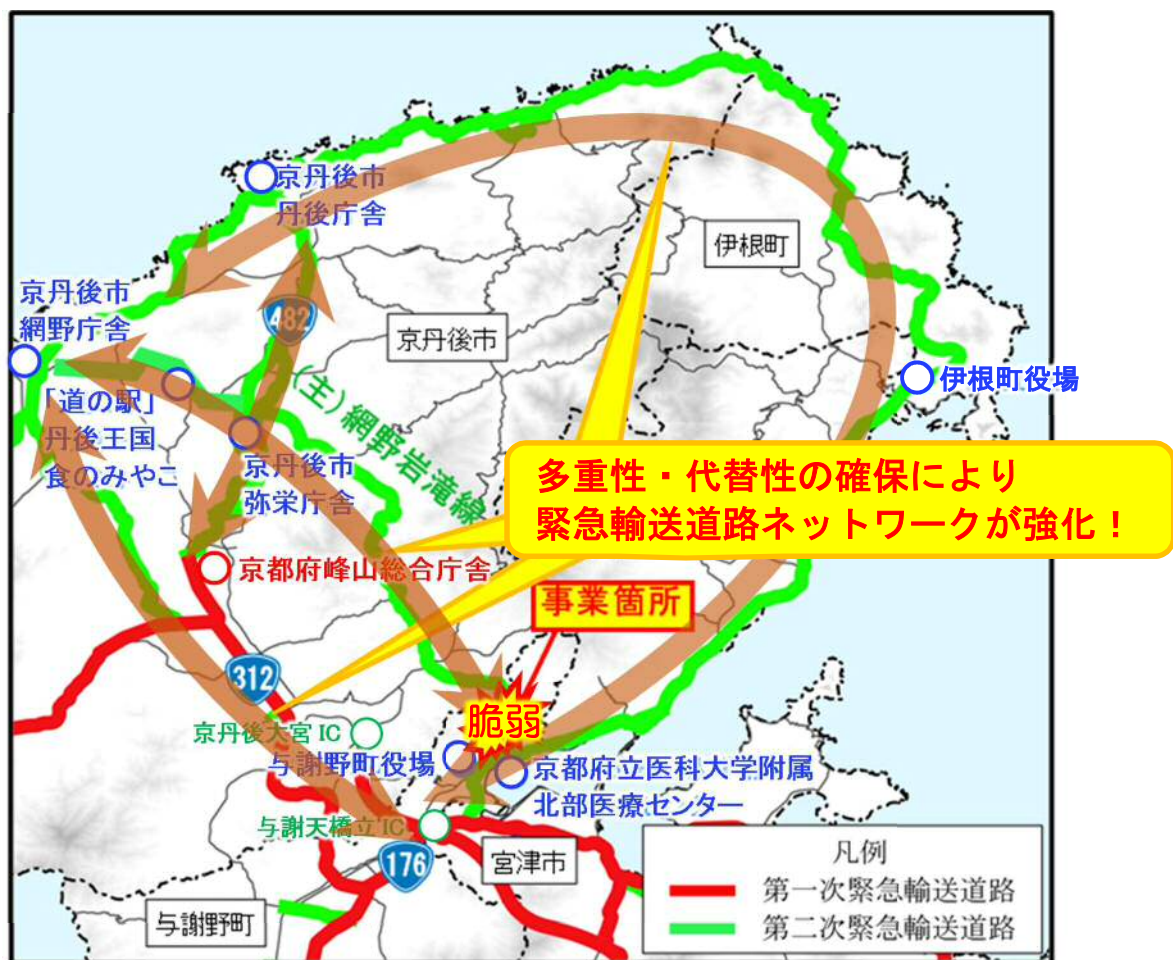 京丹後市
丹後庁舎
伊根町
京丹後市
網野庁舎
482
京丹後市
伊根町役場
「道の駅」
丹後王国
食のみやこ
(主)網野岩滝線
京丹後市
弥栄庁舎
多重性・代替性の確保により
緊急輸送道路ネットワークが強化！
京都府峰山総合庁舎
事業箇所
312
脆弱
京丹後大宮IC
与謝野町役場
京都府立医科大学附属
北部医療センター
与謝天橋立IC
176
宮津市
与謝野町
凡例
第一次緊急輸送道路
第二次緊急輸送道路